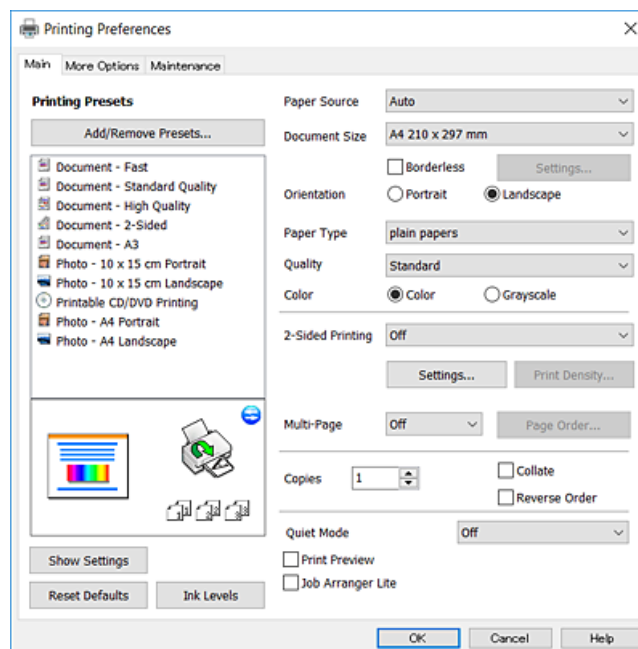 Printing Preferences
Main More Options Maintenance
Printing Presets
Add/Remove Presets...
Document - Fast
Document - Standard Quality
Document - High Quality
Document - 2-Sided
Document - A3
Photo - 10 x 15 cm Portrait
Photo - 10 x 15 cm Landscape
Printable CD/DVD Printing
Photo - A4 Portrait
Photo - A4 Landscape
Show Settings
Reset Defaults Ink Levels
Paper Source Auto
Document Size A4 210 x 297 mm
Borderless Settings...
Orientation Portrait Landscape
Paper Type plain papers
Quality Standard
Color Color Grayscale
2-Sided Printing Off
Settings... Print Density...
Multi-Page Off Page Order...
Copies 1 Collate
Reverse Order
Quiet Mode Off
Print Preview
Job Arranger Lite
OK Cancel Help